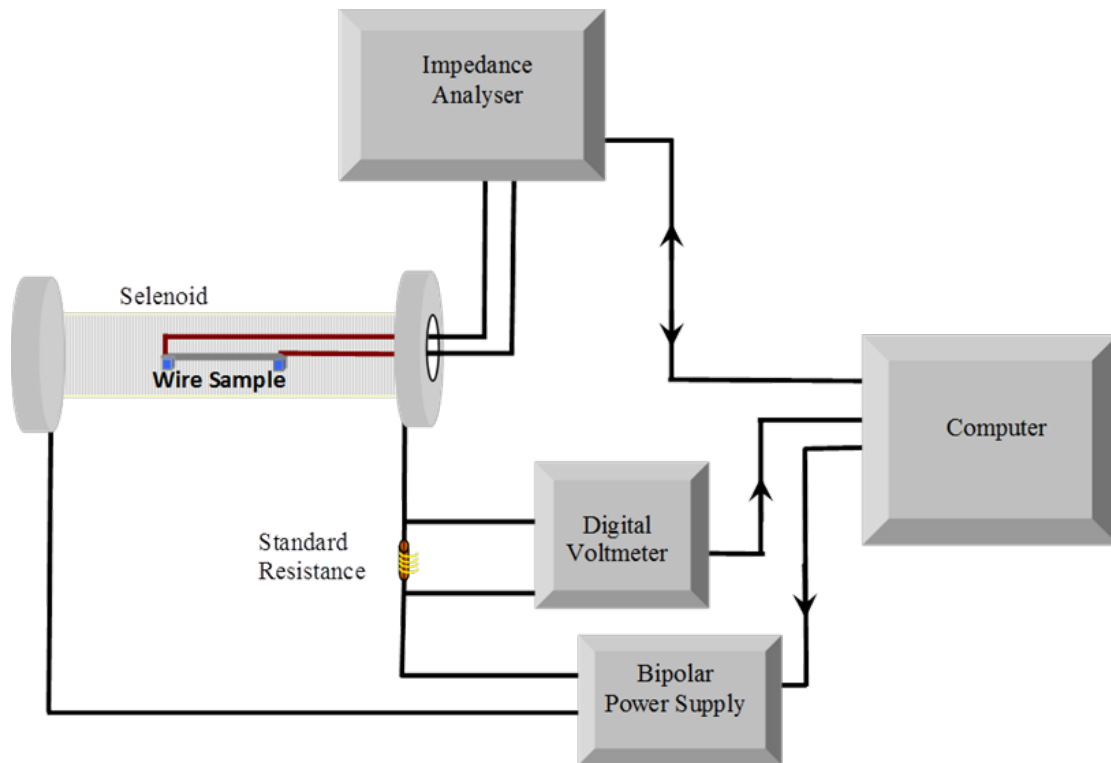 Impedance
Analyser
Selenoid
Wire Sample
Computer
Digital
Voltmeter
Standard
Resistance
Bipolar
Power Supply